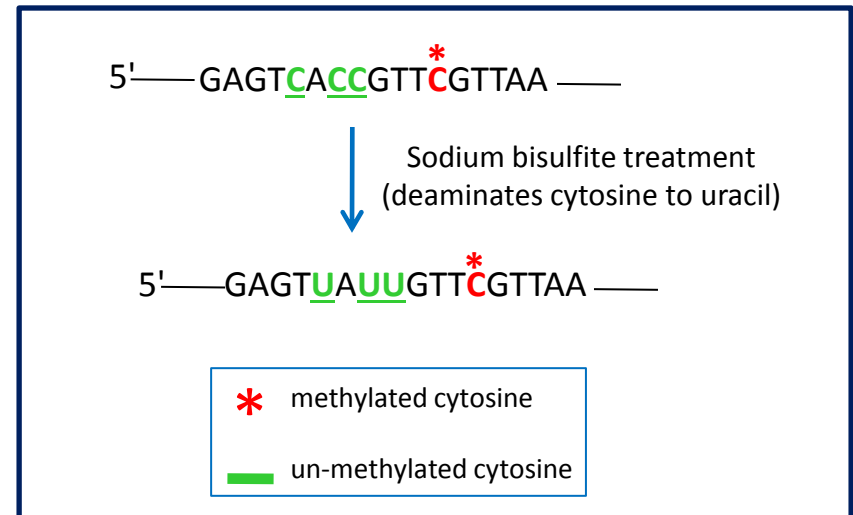 *
5' GAGTCACCGTTCGTTAA
Sodium bisulfite treatment
(deaminates cytosine to uracil)
*
5' GAGTUAUUGTTCGTTAA
* methylated cytosine
un-methylated cytosine